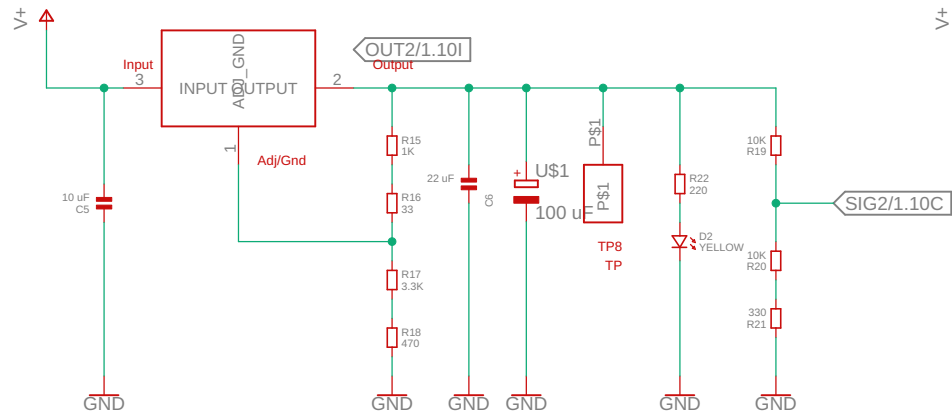 V+
V+
OUT2/1.10I
Input
Output
3
INPUT
OUTPUT
ADJ_GND
2
1
Adj/Gnd
10 uF
C5
R15
1K
R16
33
R17
3.3K
R18
470
22 uF
C6
+
U$1
100 uF
P$1
P$1
TP8
TP
R22
220
D2
YELLOW
10K
R19
SIG2/1.10C
10K
R20
330
R21
GND
GND
GND
GND
GND
GND